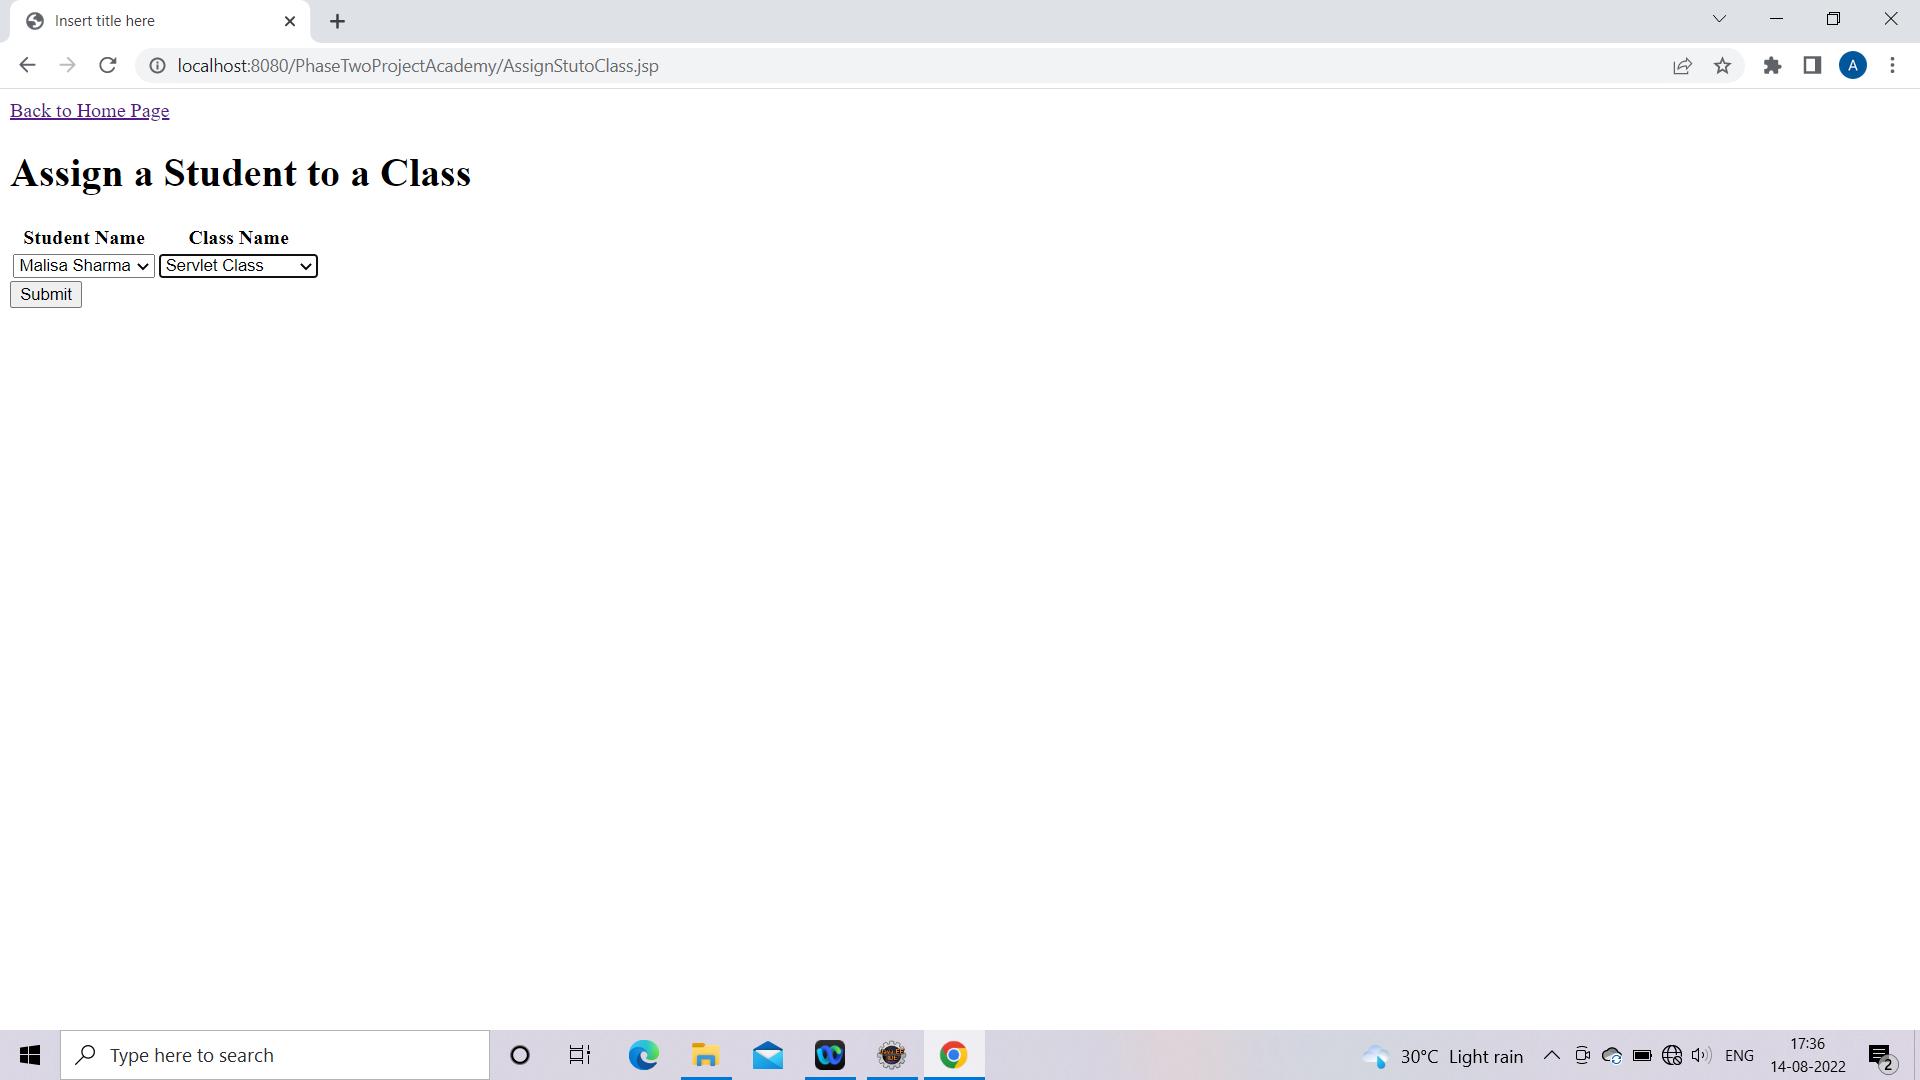 Insert title here
localhost:8080/PhaseTwoProjectAcademy/AssignStutoClass.jsp
A
Back to Home Page
Assign a Student to a Class
Student Name Class Name
Malisa Sharma Servlet Class
Submit
Type here to search
30°C Light rain
ENG
17:36
14-08-2022
2